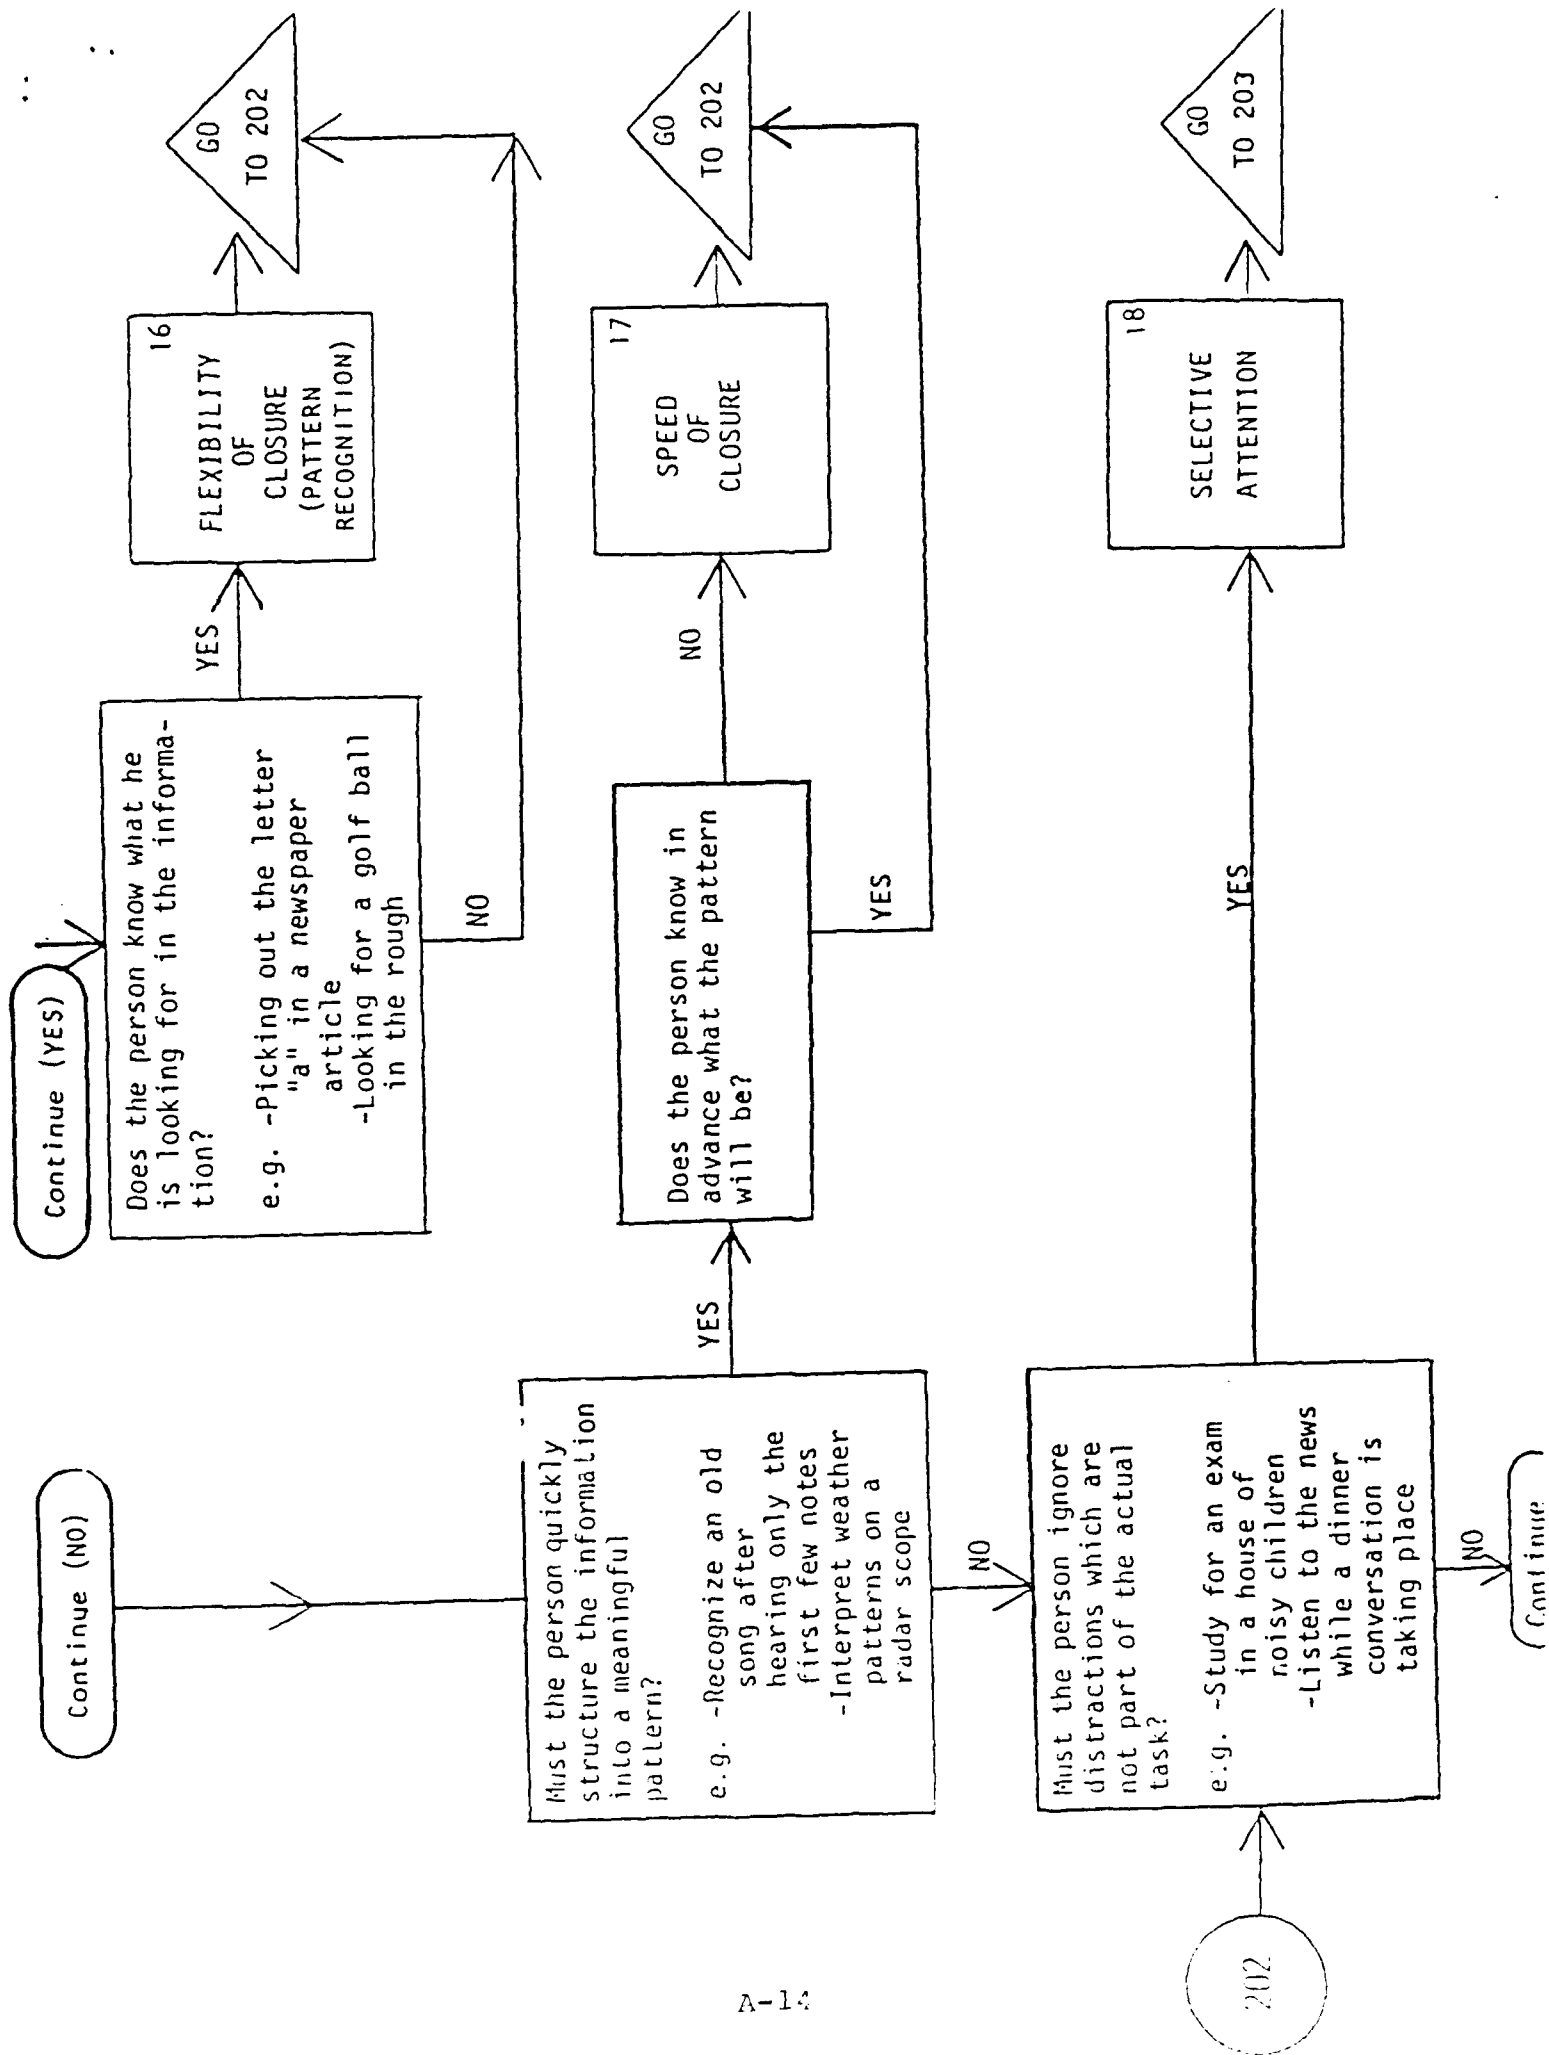 Continue (YES)
Does the person know what he
is looking for in the informa-
tion?
e.g. -Picking out the letter
"a" in a newspaper
article
-Looking for a golf ball
in the rough
YES
NO
16
FLEXIBILITY
OF
CLOSURE
(PATTERN
RECOGNITION)
GO
TO 202
Continue (NO)
Must the person quickly
structure the information
into a meaningful
pattern?
e.g. -Recognize an old
song after
hearing only the
first few notes
-Interpret weather
patterns on a
radar scope
YES
NO
Does the person know in
advance what the pattern
will be?
NO
YES
17
SPEED
OF
CLOSURE
GO
TO 202
202
Must the person ignore
distractions which are
not part of the actual
task?
e.g. -Study for an exam
in a house of
noisy children
-Listen to the news
while a dinner
conversation is
taking place
YES
NO
18
SELECTIVE
ATTENTION
GO
TO 203
Continue
A-14